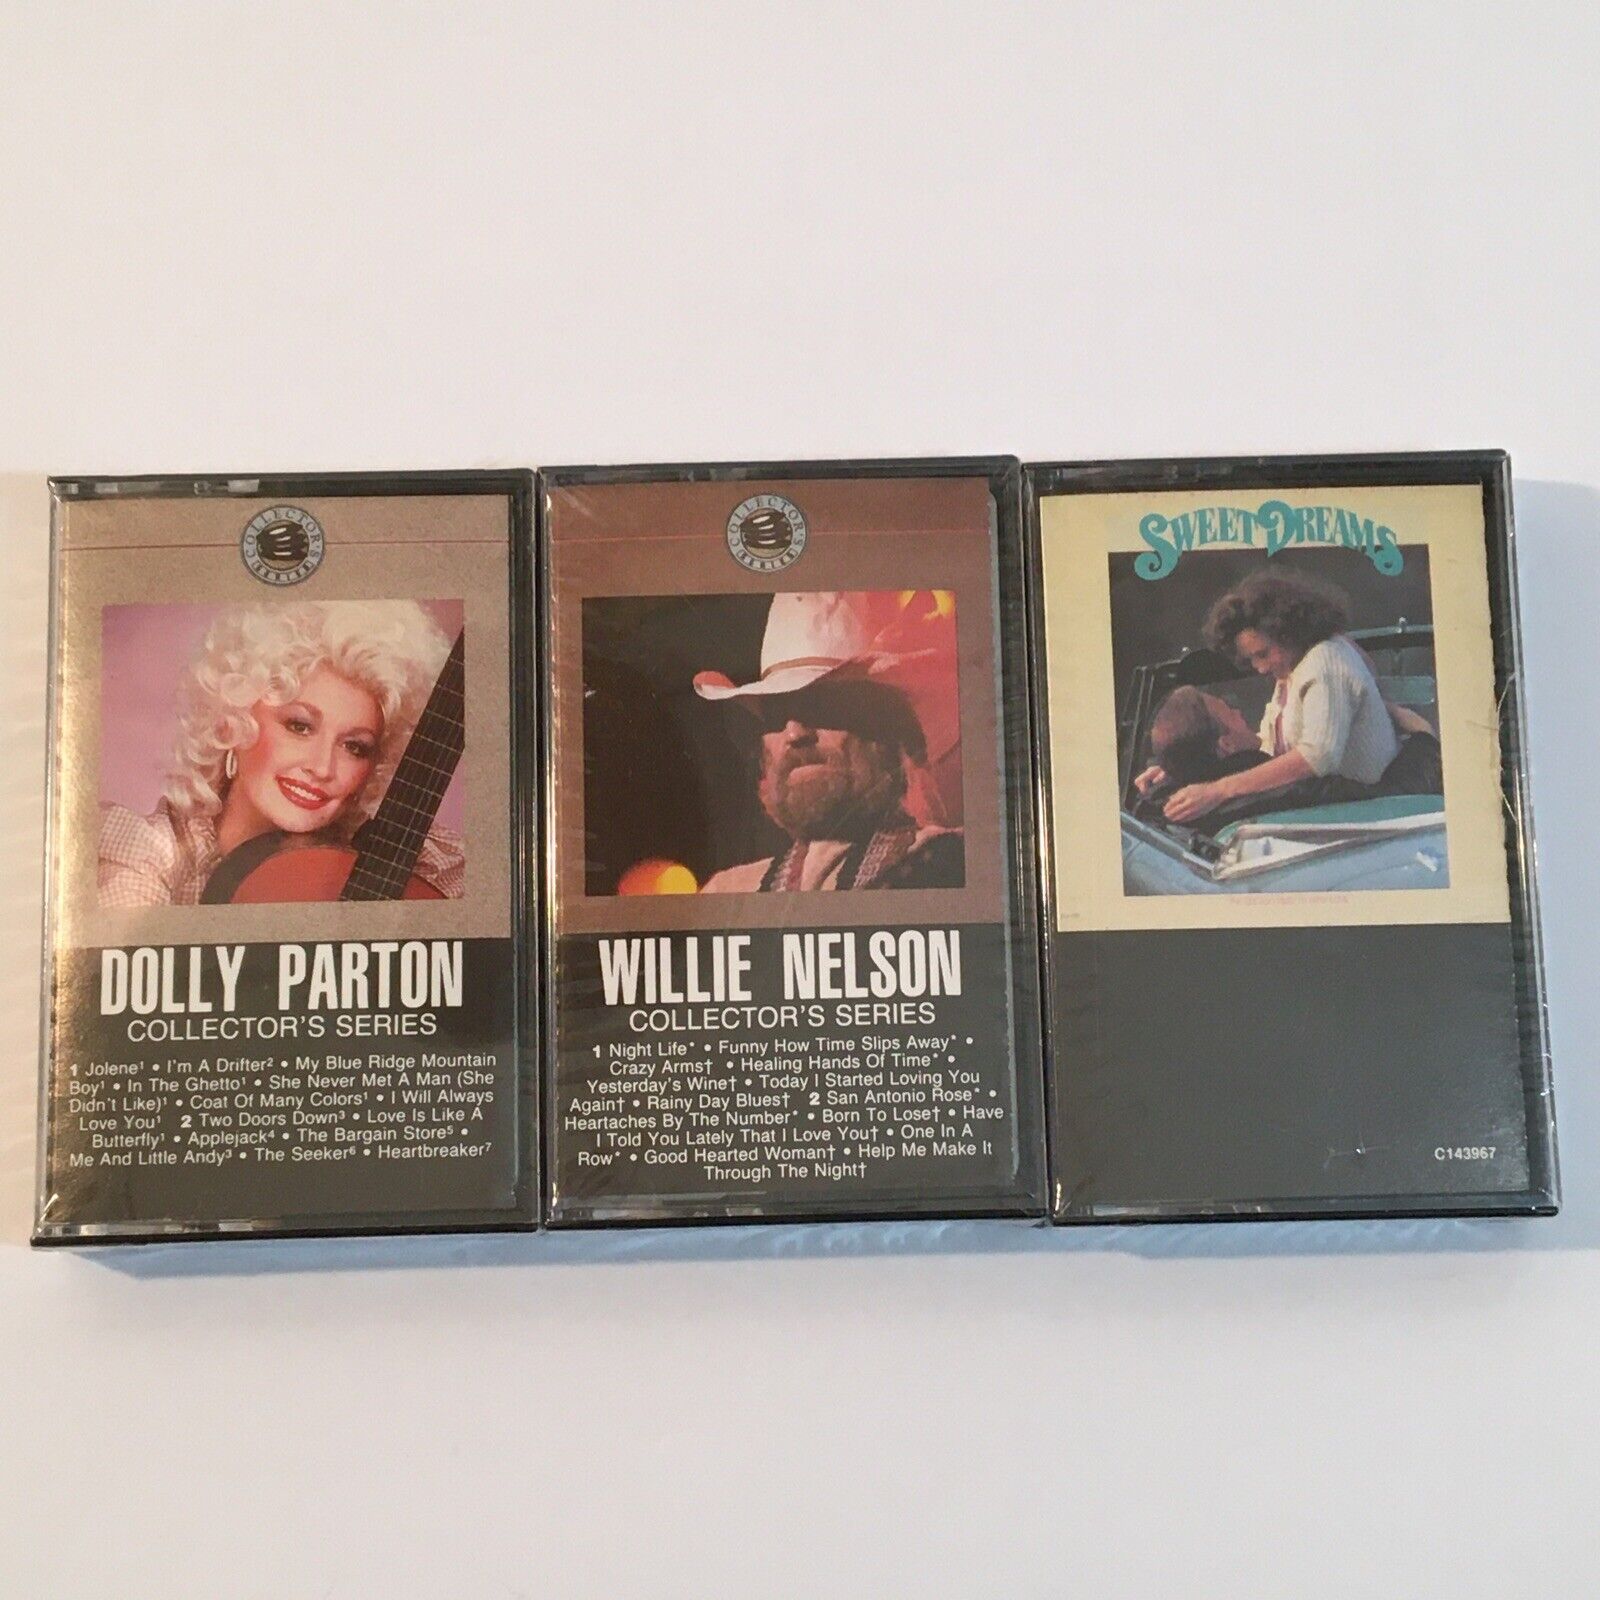 COLLECTOR'S
SERIES
DOLLY PARTON
COLLECTOR'S SERIES
1 Jolene¹ • I'm A Drifter² • My Blue Ridge Mountain
Boy¹ • In The Ghetto¹ • She Never Met A Man (She
Didn't Like)¹ • Coat Of Many Colors¹ • I Will Always
Love You¹ 2 Two Doors Down³ • Love Is Like A
Butterfly¹ • Applejack⁴ • The Bargain Store⁵ •
Me And Little Andy³ • The Seeker⁶ • Heartbreaker⁷
COLLECTOR'S
SERIES
WILLIE NELSON
COLLECTOR'S SERIES
1 Night Life* • Funny How Time Slips Away* •
Crazy Arms† • Healing Hands Of Time* •
Yesterday's Wine† • Today I Started Loving You
Again† • Rainy Day Blues† 2 San Antonio Rose* •
Heartaches By The Number* • Born To Lose† • Have
I Told You Lately That I Love You† • One In A
Row* • Good Hearted Woman† • Help Me Make It
Through The Night†
SWEET DREAMS
C143967